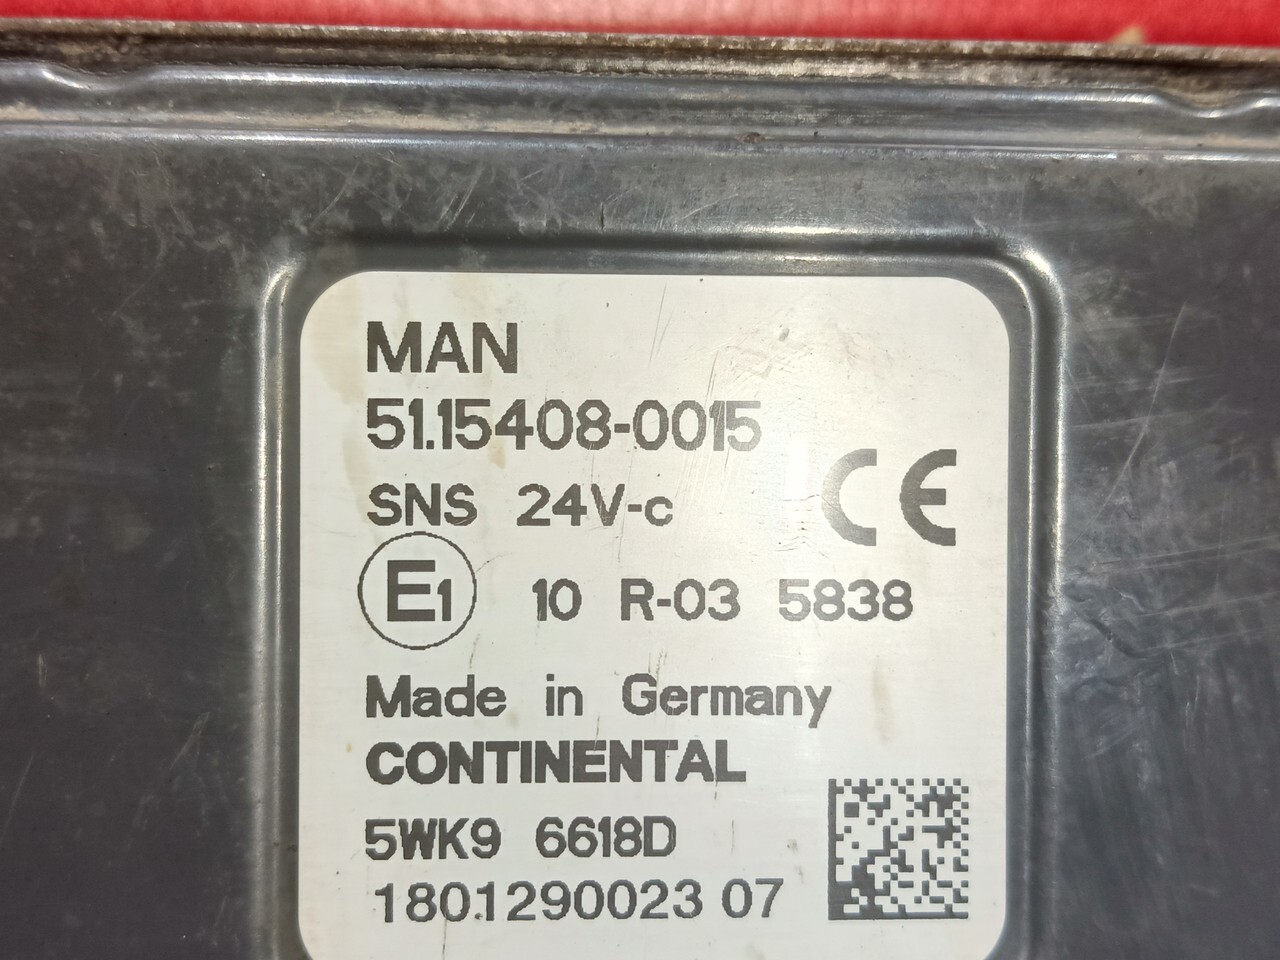 MAN
51.15408-0015
SNS 24V-c
CE
E1 10 R-03 5838
Made in Germany
CONTINENTAL
5WK9 6618D
1801290023 07